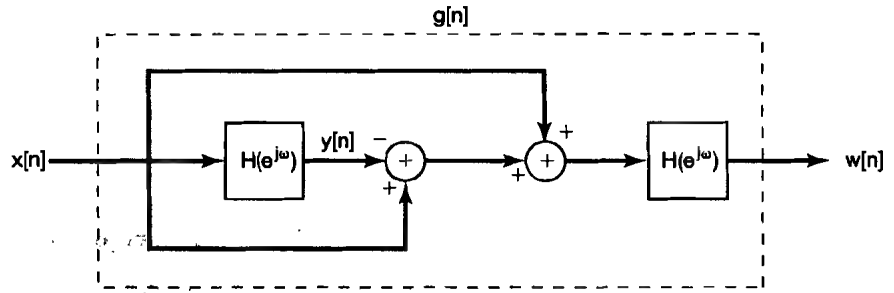 g[n]
x[n]
H(e^jω)
y[n]
−
+
+
+
+
+
H(e^jω)
w[n]